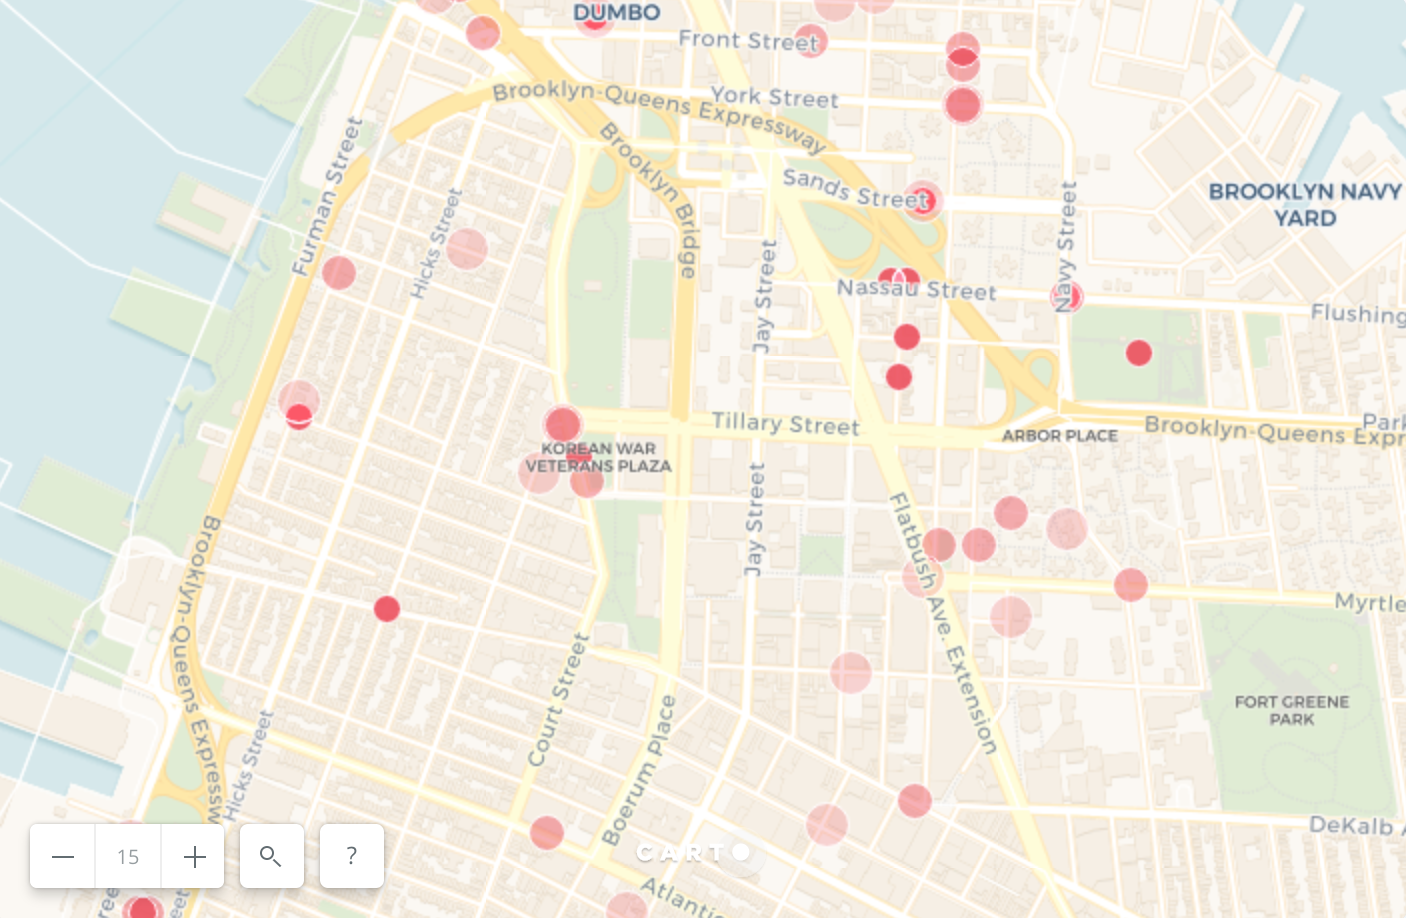 DUMBO
Front Street
York Street
Brooklyn-Queens Expressway
Brooklyn Bridge
Furman Street
Hicks Street
Sands Street
BROOKLYN NAVY
YARD
Navy Street
Jay Street
Nassau Street
Flushing
Tillary Street
ARBOR PLACE
Park
Brooklyn-Queens Expr
KOREAN WAR
VETERANS PLAZA
Jay Street
Flatbush Ave. Extension
Brooklyn-Queens Expressw
Myrtle
Court Street
FORT GREENE
PARK
Boerum Place
Hicks Street
DeKalb A
15
?
CARTO
Atlantic
reet